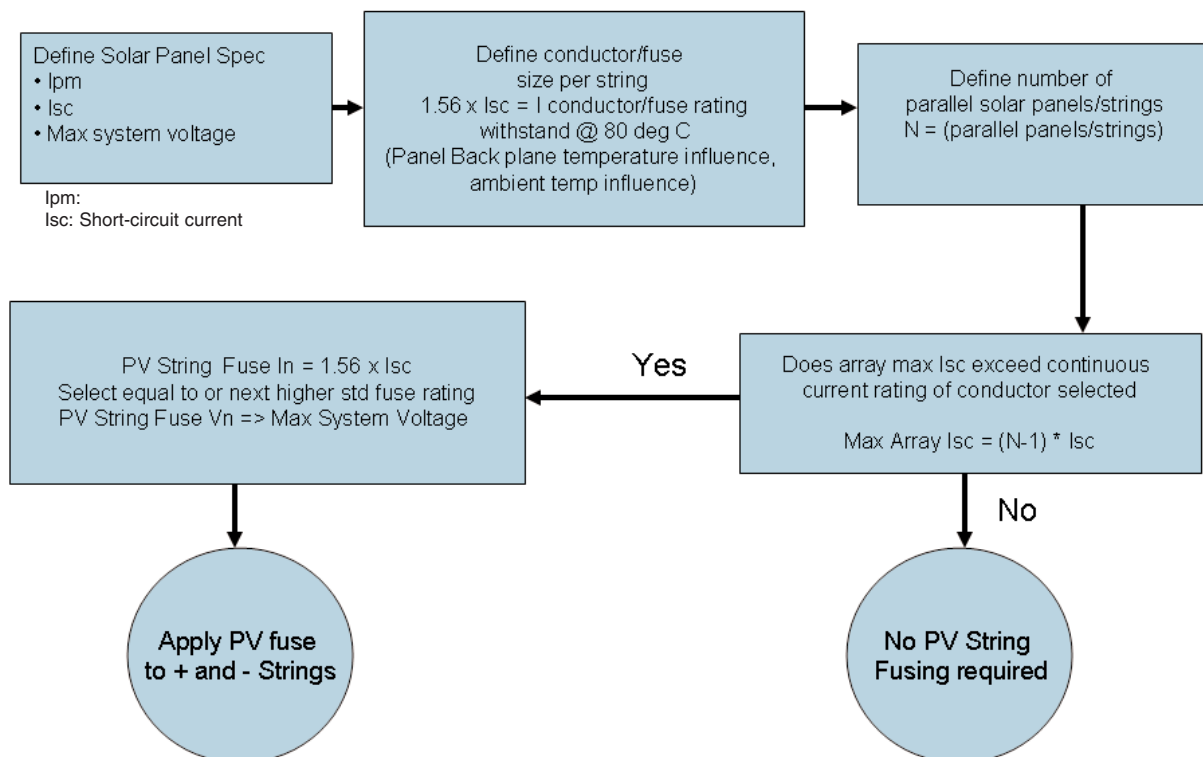 Define Solar Panel Spec
• Ipm
• Isc
• Max system voltage
Ipm:
Isc: Short-circuit current
Define conductor/fuse
size per string
1.56 x Isc = I conductor/fuse rating
withstand @ 80 deg C
(Panel Back plane temperature influence,
ambient temp influence)
Define number of
parallel solar panels/strings
N = (parallel panels/strings)
Does array max Isc exceed continuous
current rating of conductor selected
Max Array Isc = (N-1) * Isc
Yes
PV String Fuse In = 1.56 x Isc
Select equal to or next higher std fuse rating
PV String Fuse Vn => Max System Voltage
No
Apply PV fuse
to + and - Strings
No PV String
Fusing required